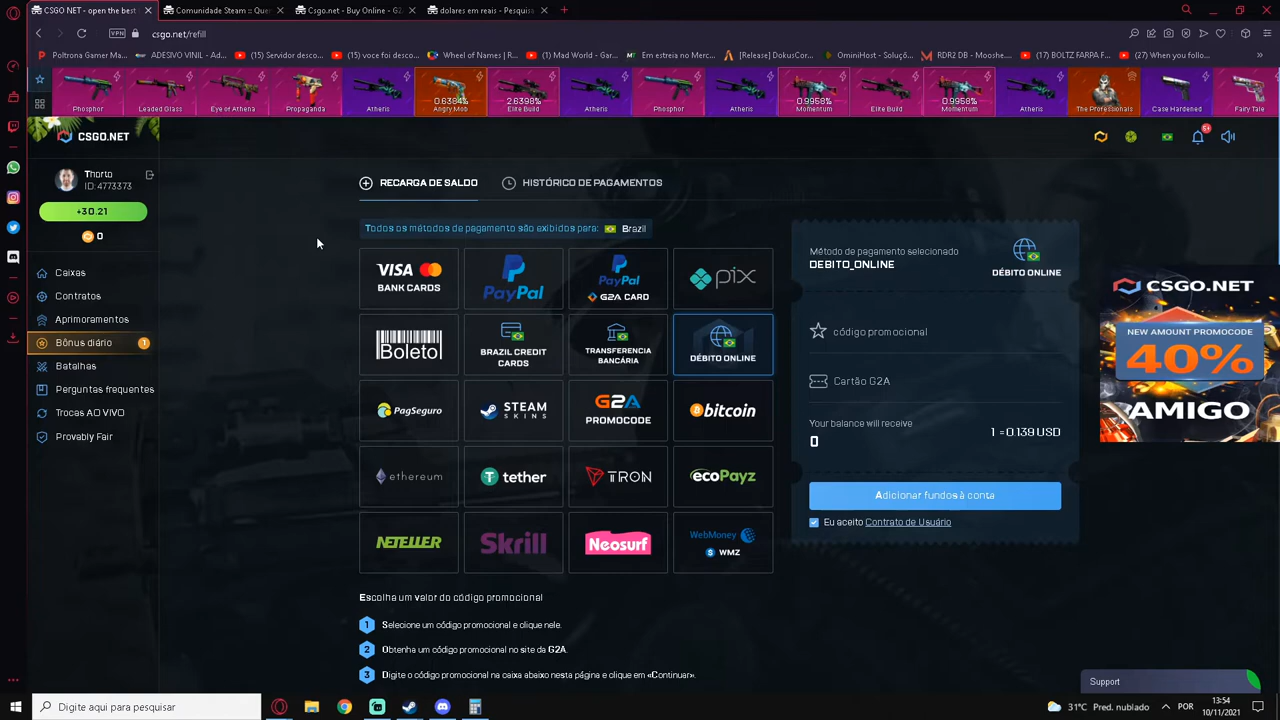 CSGO NET - open the best
Comunidade Steam :: Quer
Csgo.net - Buy Online - G2
dolares em reais - Pesquisa
VPN
csgo.net/refill
Poltrona Gamer Ma...
ADESIVO VINIL - Ad...
(15) Servidor disco...
(15) voce foi desco...
Wheel of Names | R...
(1) Mad World - Gar...
Em estreia no Merc...
[Release] DokusCor...
OminiHost - Soluçõ...
RDR2 DB - Mooshe...
(17) BOLTZ FARPA F...
(27) When you follo...
0.6384%
2.6398%
0.9958%
0.9958%
Phosphor
Leaded Glass
Eye of Athena
Propaganda
Atheris
Angry Mob
Elite Build
Atheris
Phosphor
Atheris
Momentum
Elite Build
Momentum
Atheris
The Professionals
Case Hardened
Fairy Tale
CSGO.NET
5+
Thorto
ID: 4773373
+30.21
0
Caixas
Contratos
Aprimoramentos
Bônus diário
1
Batalhas
Perguntas frequentes
Trocas AO VIVO
Provably Fair
RECARGA DE SALDO
HISTÓRICO DE PAGAMENTOS
Todos os métodos de pagamento são exibidos para:
Brazil
VISA
BANK CARDS
PayPal
PayPal
G2A CARD
pix
Boleto
BRAZIL CREDIT
CARDS
TRANSFERENCIA
BANCÁRIA
DÉBITO ONLINE
PagSeguro
STEAM
SKINS
G2A
PROMOCODE
bitcoin
ethereum
tether
TRON
ecoPayz
NETELLER
Skrill
Neosurf
WebMoney
WMZ
Escolha um valor do código promocional
1 Selecione um código promocional e clique nele.
2 Obtenha um código promocional no site da G2A.
3 Digite o código promocional na caixa abaixo nesta página e clique em «Continuar».
Método de pagamento selecionado
DEBITO_ONLINE
DÉBITO ONLINE
código promocional
Cartão G2A
Your balance will receive
0
1 = 0.139 USD
Adicionar fundos à conta
Eu aceito Contrato de Usuário
CSGO.NET
NEW AMOUNT PROMOCODE
40%
AMIGO
Support
Digite aqui para pesquisar
31°C Pred. nublado
POR
13:54
10/11/2021